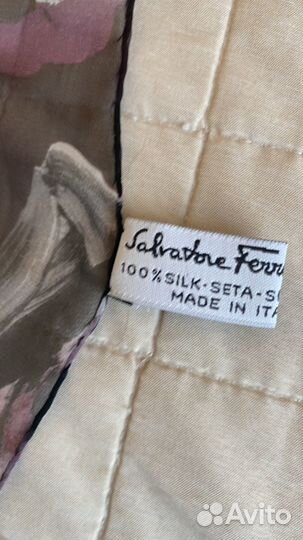 Salvatore Ferr
100% SILK-SETA-S
MADE IN ITA
Avito